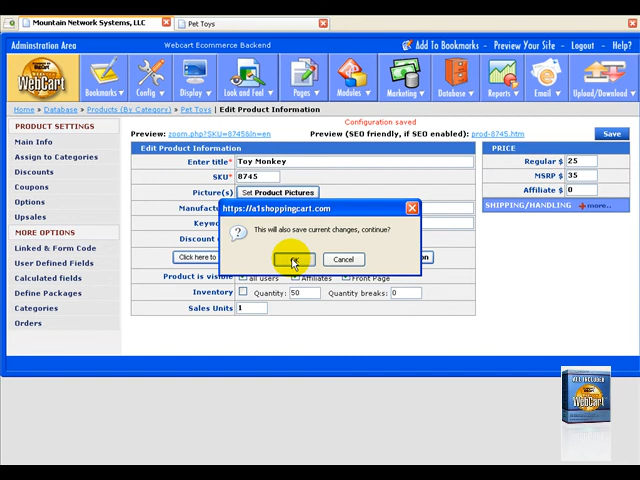 Mountain Network Systems, LLC
Pet Toys
Adminstration Area
Webcart Ecommerce Backend
Add To Bookmarks - Preview Your Site - Logout - Help?
WebCart
Bookmarks
Config
Display
Look and Feel
Pages
Modules
Marketing
Database
Reports
Email
Upload/Download
Home » Database » Products (By Category) » Pet Toys » Edit Product Information
PRODUCT SETTINGS
Main Info
Assign to Categories
Discounts
Coupons
Options
Upsales
MORE OPTIONS
Linked & Form Code
User Defined Fields
Calculated fields
Define Packages
Categories
Orders
Configuration saved
Preview: zoom.php?SKU=8745&ln=en
Preview (SEO friendly, if SEO enabled): prod-8745.htm
Save
Edit Product Information
Enter title* Toy Monkey
SKU* 8745
Picture(s) Set Product Pictures
Manufact
Keywo
Discount
Click here to
on
Product is visible all users Affiliates Front Page
Inventory Quantity: 50 Quantity breaks: 0
Sales Units 1
https://a1shoppingcart.com
This will also save current changes, continue?
OK
Cancel
PRICE
Regular $ 25
MSRP $ 35
Affiliate $ 0
SHIPPING/HANDLING +more..
WebCart